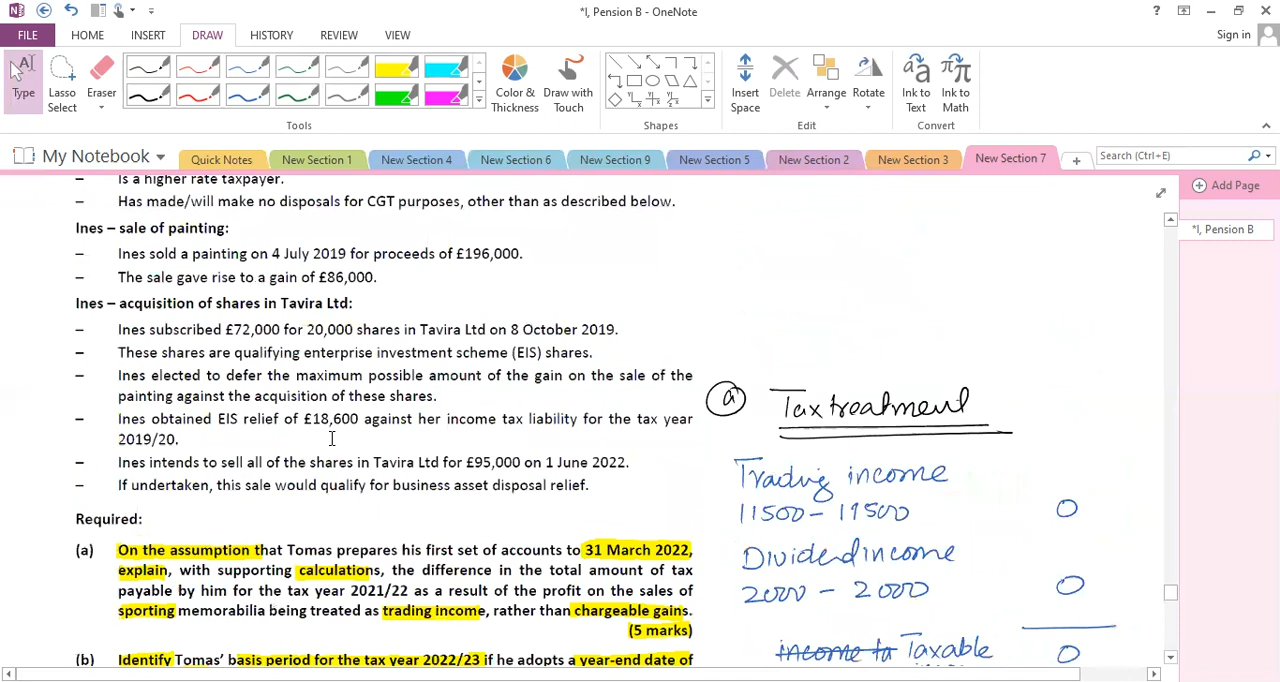 *I, Pension B - OneNote
?
FILE
HOME
INSERT
DRAW
HISTORY
REVIEW
VIEW
Sign in
Type
Lasso
Select
Eraser
Color &
Thickness
Draw with
Touch
Insert
Space
Delete
Arrange
Rotate
Ink to
Text
Ink to
Math
Tools
Shapes
Edit
Convert
My Notebook
Quick Notes
New Section 1
New Section 4
New Section 6
New Section 9
New Section 5
New Section 2
New Section 3
New Section 7
Search (Ctrl+E)
Add Page
*I, Pension B
– Is a higher rate taxpayer.
– Has made/will make no disposals for CGT purposes, other than as described below.
Ines – sale of painting:
– Ines sold a painting on 4 July 2019 for proceeds of £196,000.
– The sale gave rise to a gain of £86,000.
Ines – acquisition of shares in Tavira Ltd:
– Ines subscribed £72,000 for 20,000 shares in Tavira Ltd on 8 October 2019.
– These shares are qualifying enterprise investment scheme (EIS) shares.
– Ines elected to defer the maximum possible amount of the gain on the sale of the
painting against the acquisition of these shares.
– Ines obtained EIS relief of £18,600 against her income tax liability for the tax year
2019/20.
– Ines intends to sell all of the shares in Tavira Ltd for £95,000 on 1 June 2022.
– If undertaken, this sale would qualify for business asset disposal relief.
Required:
(a) On the assumption that Tomas prepares his first set of accounts to 31 March 2022,
explain, with supporting calculations, the difference in the total amount of tax
payable by him for the tax year 2021/22 as a result of the profit on the sales of
sporting memorabilia being treated as trading income, rather than chargeable gains.
(5 marks)
(b) Identify Tomas' basis period for the tax year 2022/23 if he adopts a year-end date of
(a) Tax treatment
Trading income
11500 - 11500 0
Dividend income
2000 - 2000 0
income to Taxable 0